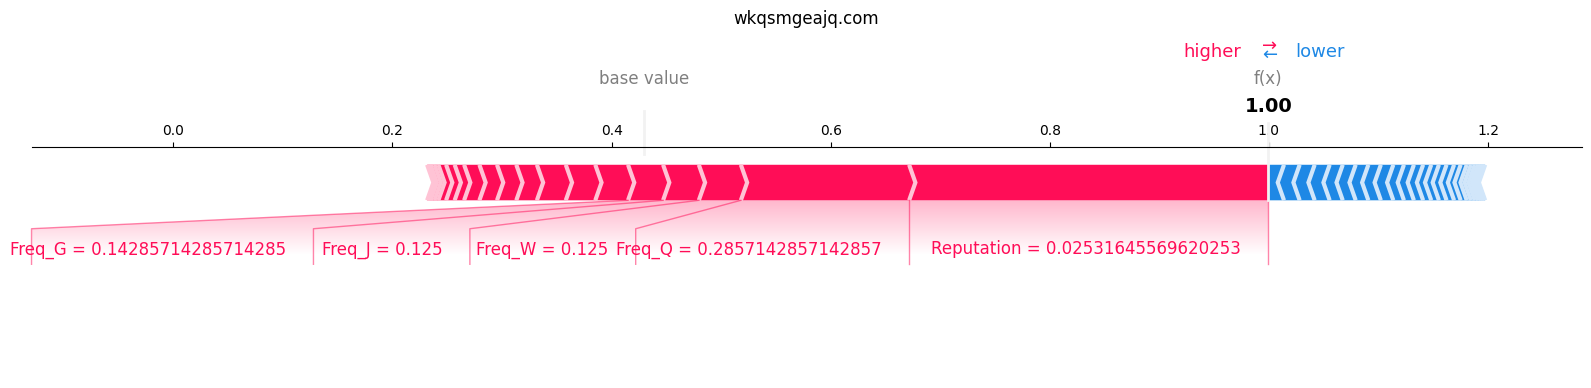 wkqsmgeajq.com
higher ⇄ lower
base value
f(x)
1.00
0.0 0.2 0.4 0.6 0.8 1.0 1.2
Freq_G = 0.14285714285714285 Freq_J = 0.125 Freq_W = 0.125 Freq_Q = 0.2857142857142857 Reputation = 0.02531645569620253